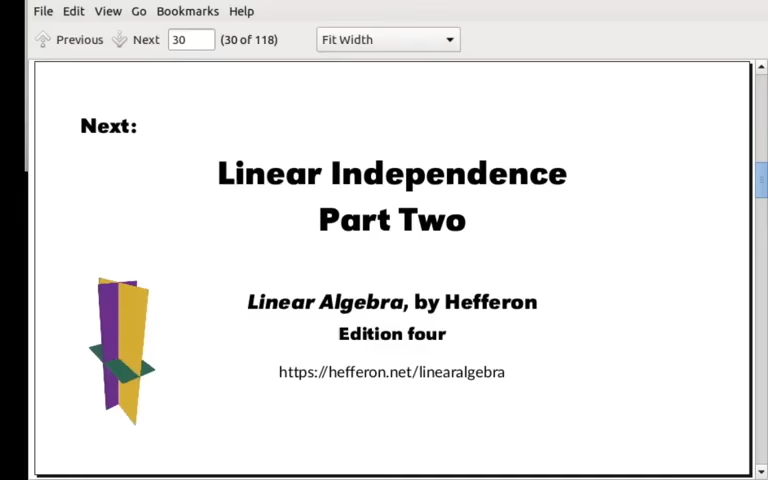 File Edit View Go Bookmarks Help
Previous Next 30 (30 of 118) Fit Width
Next:
Linear Independence
Part Two
Linear Algebra, by Hefferon
Edition four
https://hefferon.net/linearalgebra